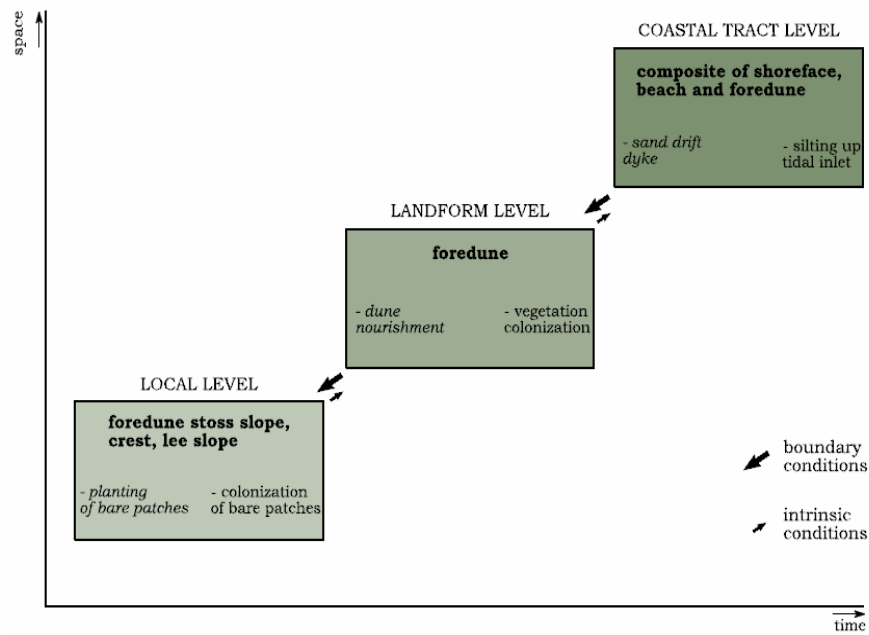 space
COASTAL TRACT LEVEL
composite of shoreface,
beach and foredune
- sand drift
dyke
- silting up
tidal inlet
LANDFORM LEVEL
foredune
- dune
nourishment
- vegetation
colonization
LOCAL LEVEL
foredune stoss slope,
crest, lee slope
- planting
of bare patches
- colonization
of bare patches
boundary
conditions
intrinsic
conditions
time